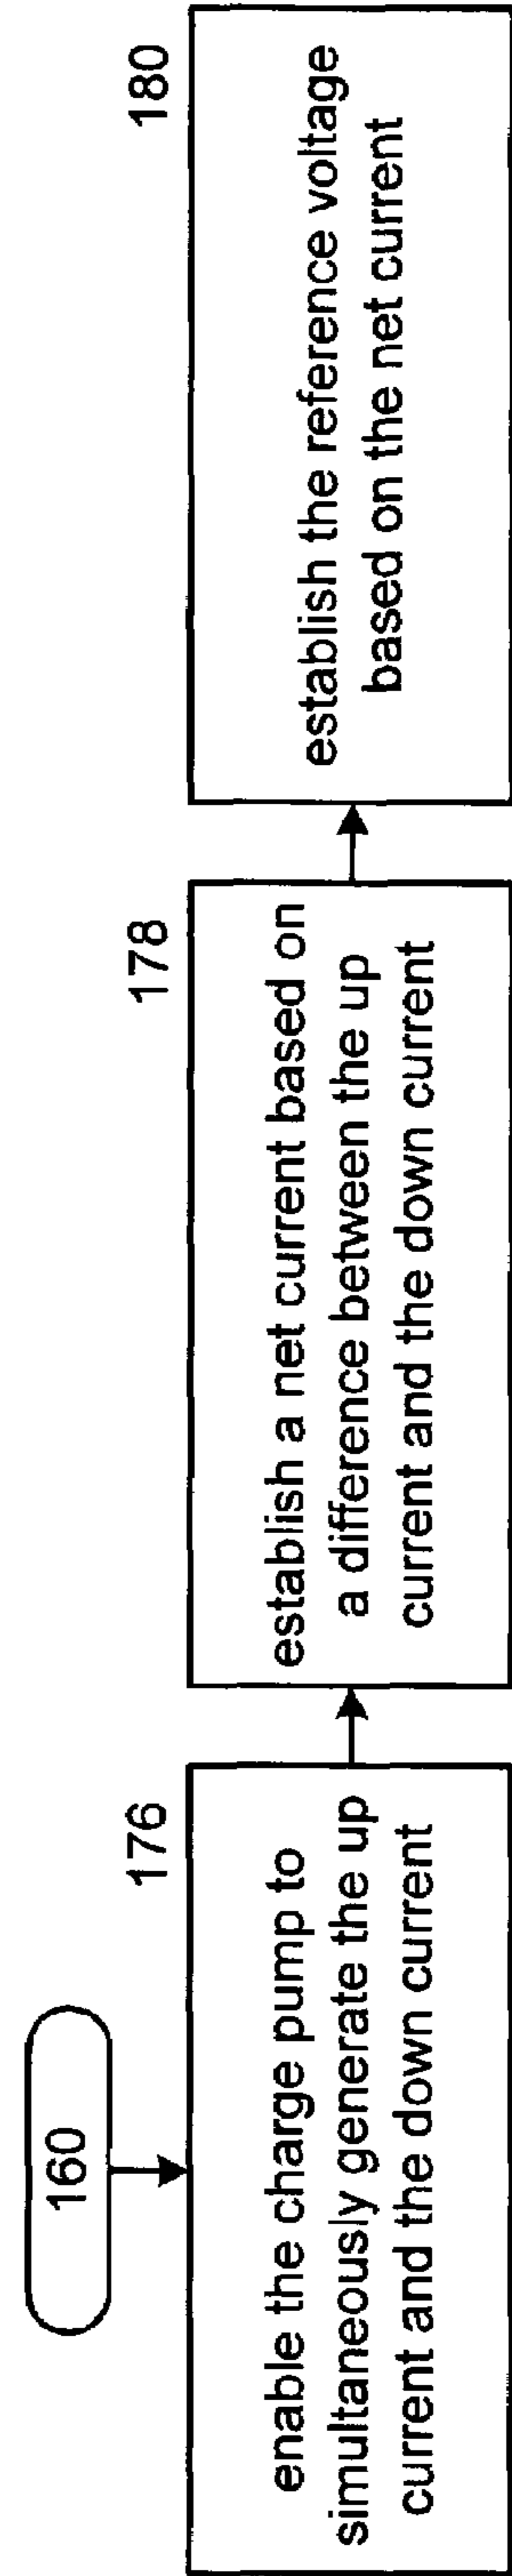 160
176
enable the charge pump to
simultaneously generate the up
current and the down current
178
establish a net current based on
a difference between the up
current and the down current
180
establish the reference voltage
based on the net current